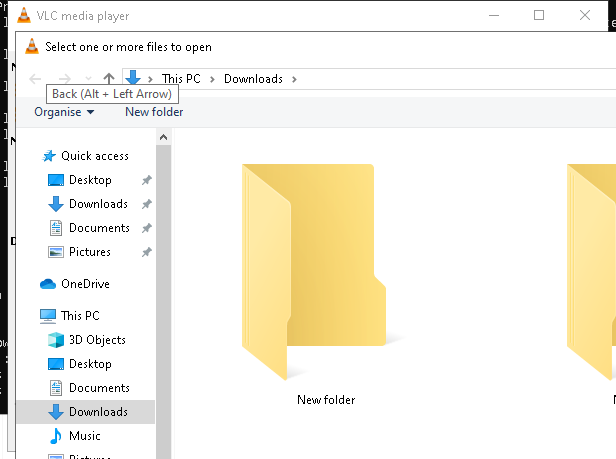 VLC media player
Select one or more files to open
This PC > Downloads >
Back (Alt + Left Arrow)
Organise
New folder
Quick access
Desktop
Downloads
Documents
Pictures
OneDrive
This PC
3D Objects
Desktop
Documents
Downloads
Music
New folder